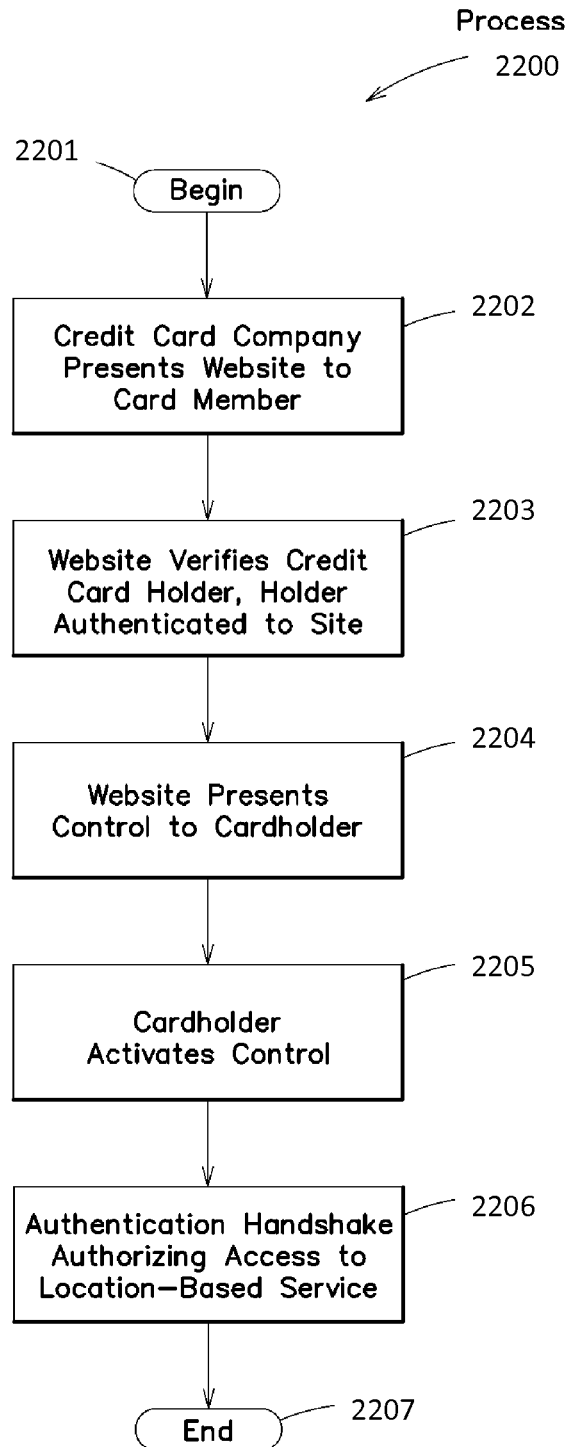 Process
2200
2201
Begin
2202
Credit Card Company
Presents Website to
Card Member
2203
Website Verifies Credit
Card Holder, Holder
Authenticated to Site
2204
Website Presents
Control to Cardholder
2205
Cardholder
Activates Control
2206
Authentication Handshake
Authorizing Access to
Location-Based Service
2207
End